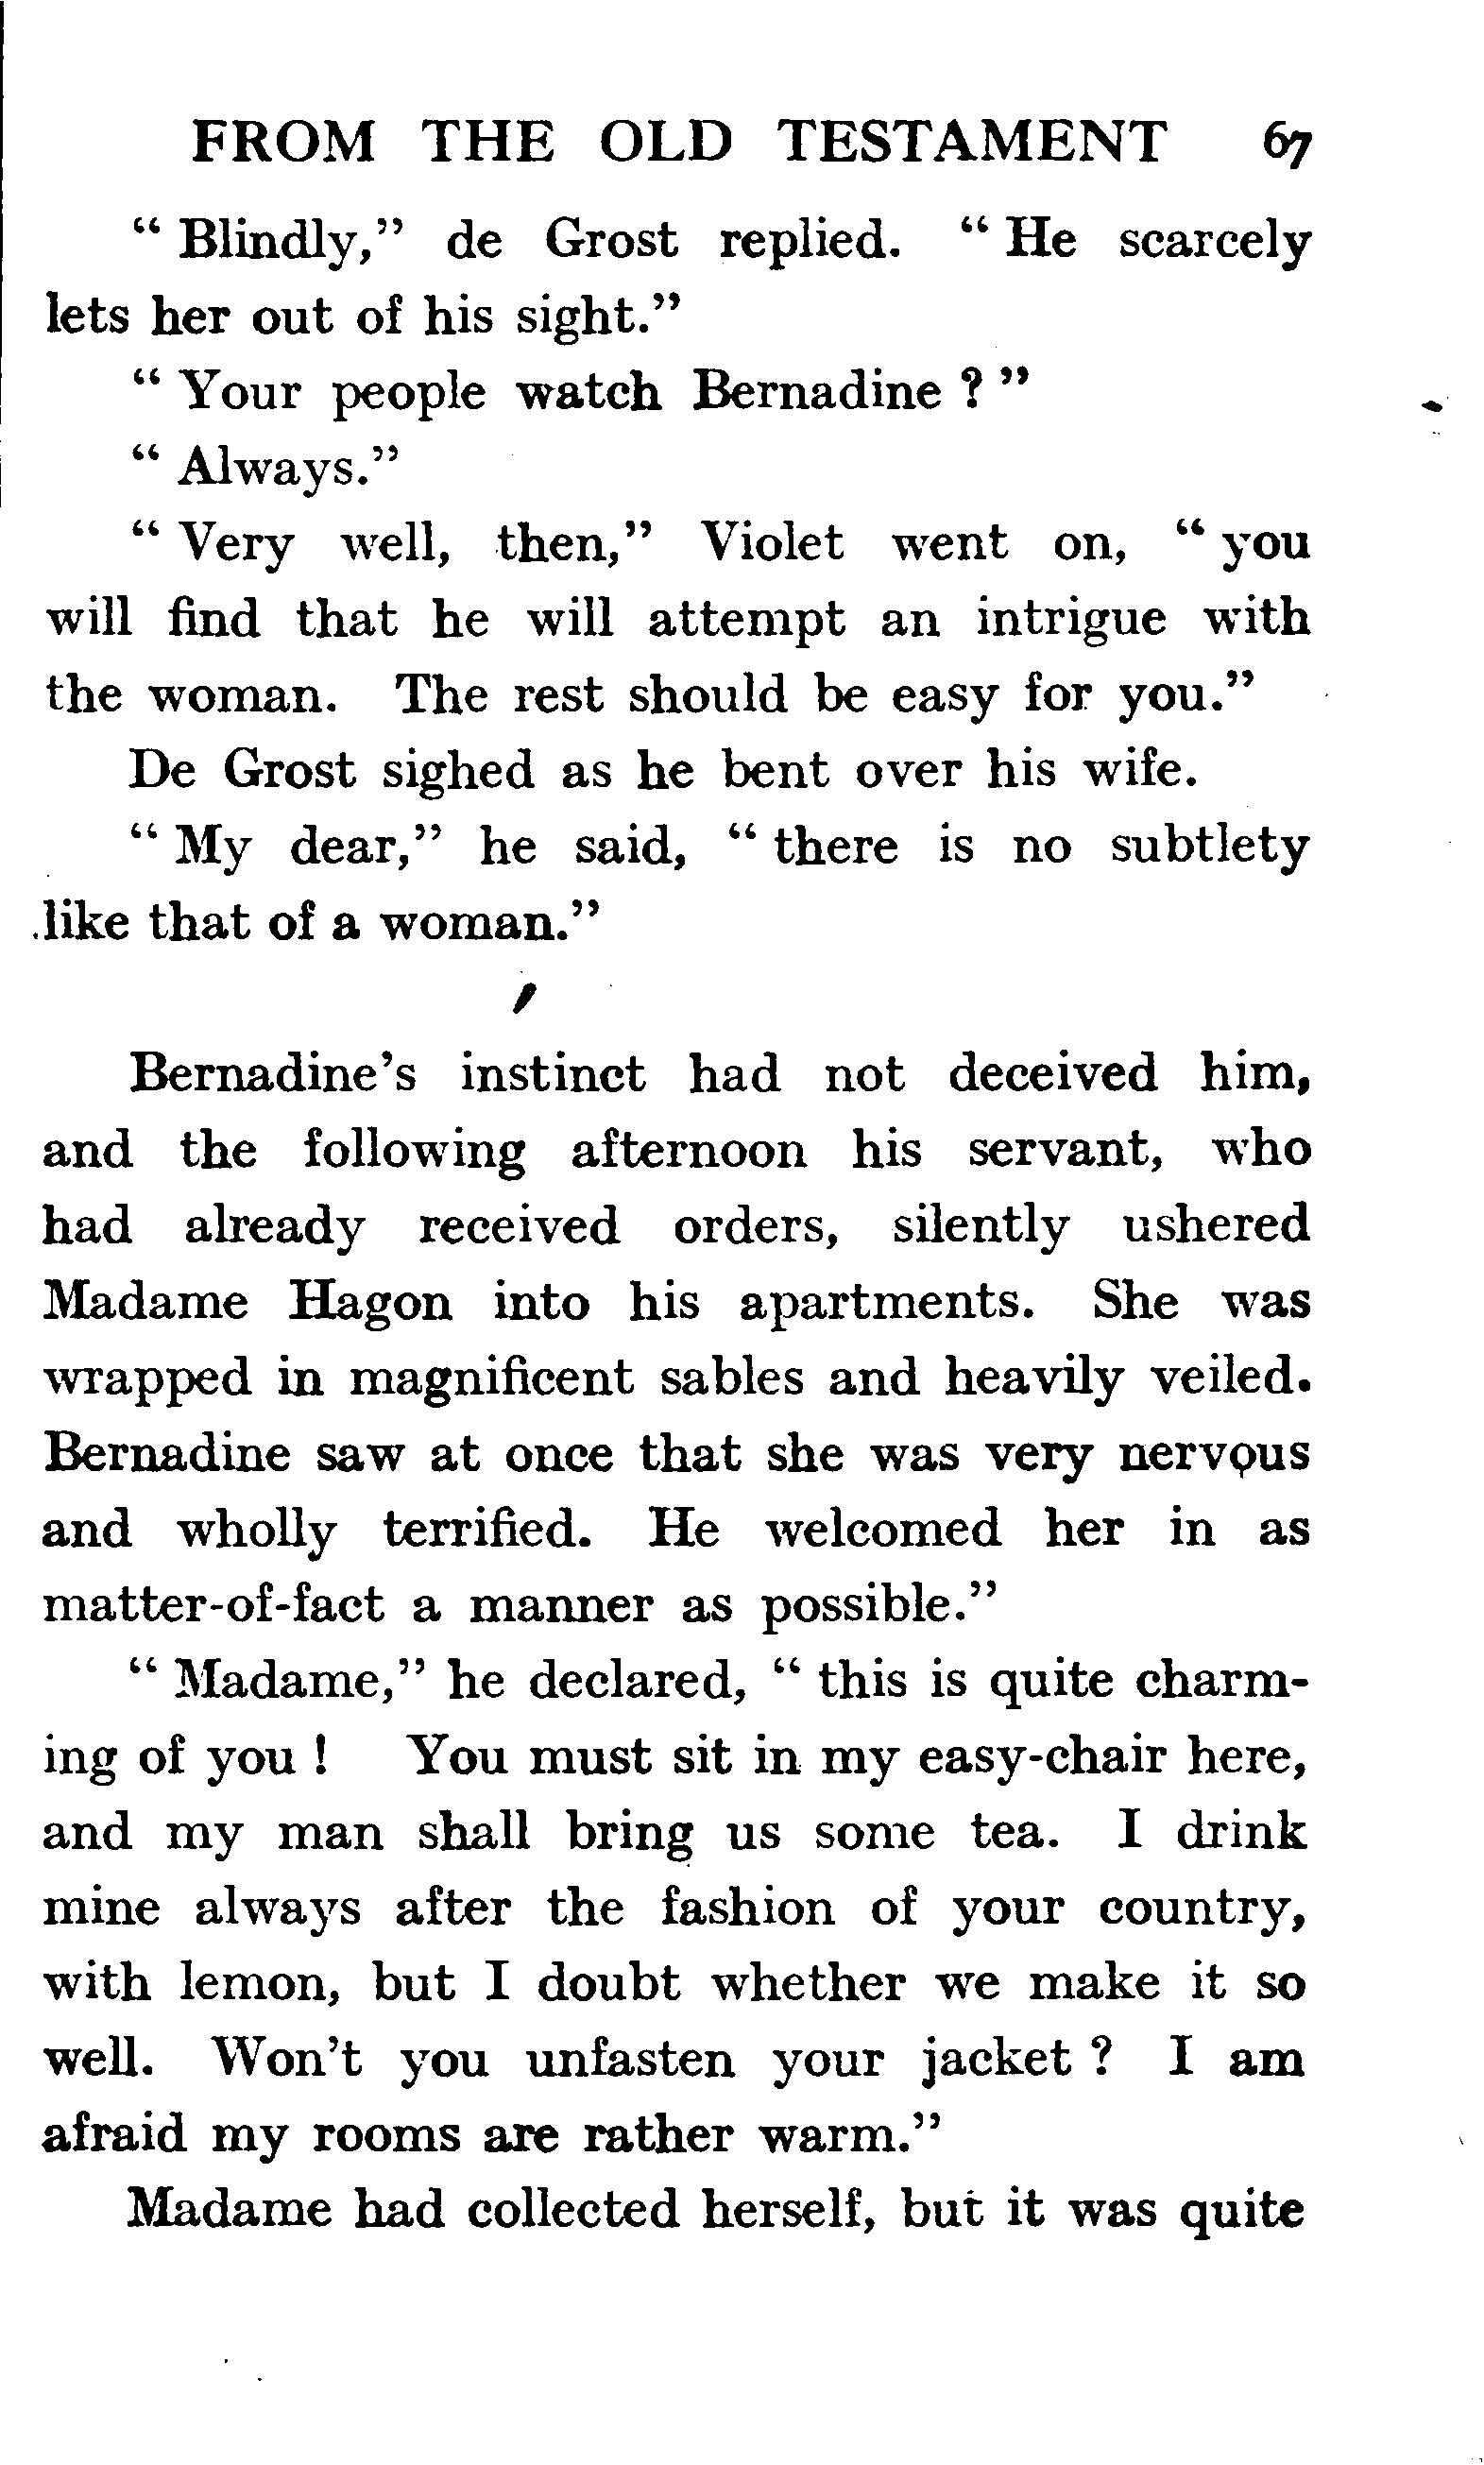 FROM THE OLD TESTAMENT 67
“ Blindly,” de Grost replied. “ He scarcely
lets her out of his sight.”
“ Your people watch Bernadine ? ”
“ Always.”
“ Very well, then,” Violet went on, “ you
will find that he will attempt an intrigue with
the woman. The rest should be easy for you.”
De Grost sighed as he bent over his wife.
“ My dear,” he said, “ there is no subtlety
like that of a woman.”
Bernadine’s instinct had not deceived him,
and the following afternoon his servant, who
had already received orders, silently ushered
Madame Hagon into his apartments. She was
wrapped in magnificent sables and heavily veiled.
Bernadine saw at once that she was very nervous
and wholly terrified. He welcomed her in as
matter-of-fact a manner as possible.”
“ Madame,” he declared, “ this is quite charm-
ing of you ! You must sit in my easy-chair here,
and my man shall bring us some tea. I drink
mine always after the fashion of your country,
with lemon, but I doubt whether we make it so
well. Won’t you unfasten your jacket ? I am
afraid my rooms are rather warm.”
Madame had collected herself, but it was quite